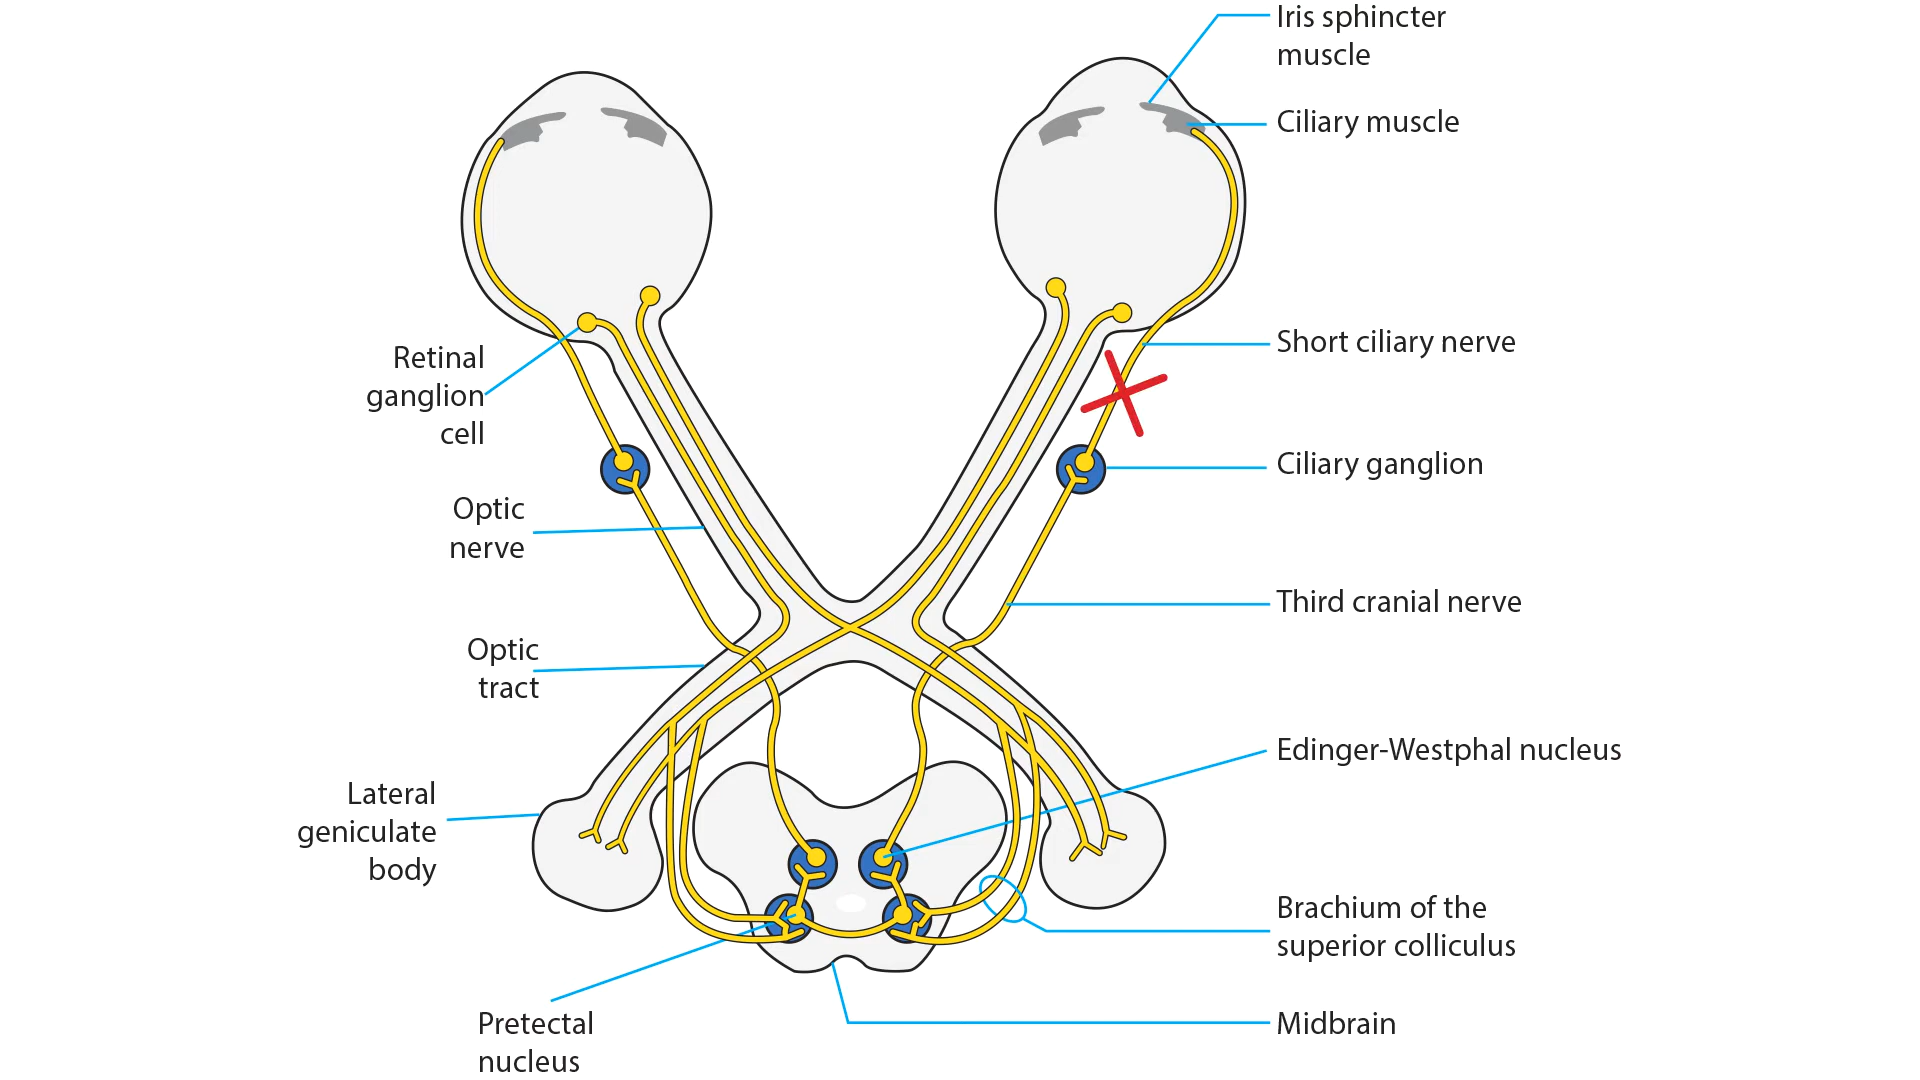 Iris sphincter
muscle
Ciliary muscle
Short ciliary nerve
Retinal
ganglion
cell
Ciliary ganglion
Optic
nerve
Third cranial nerve
Optic
tract
Edinger-Westphal nucleus
Lateral
geniculate
body
Brachium of the
superior colliculus
Pretectal
nucleus
Midbrain